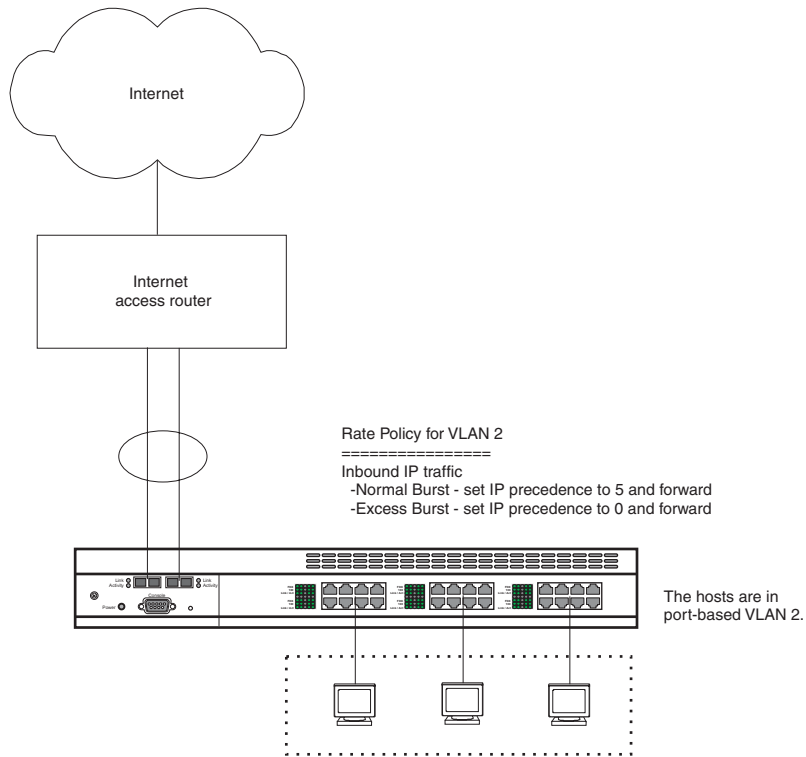 Internet
Internet
access router
Rate Policy for VLAN 2
================
Inbound IP traffic
-Normal Burst - set IP precedence to 5 and forward
-Excess Burst - set IP precedence to 0 and forward
Link
Activity
Link
Activity
Console
Power
The hosts are in
port-based VLAN 2.